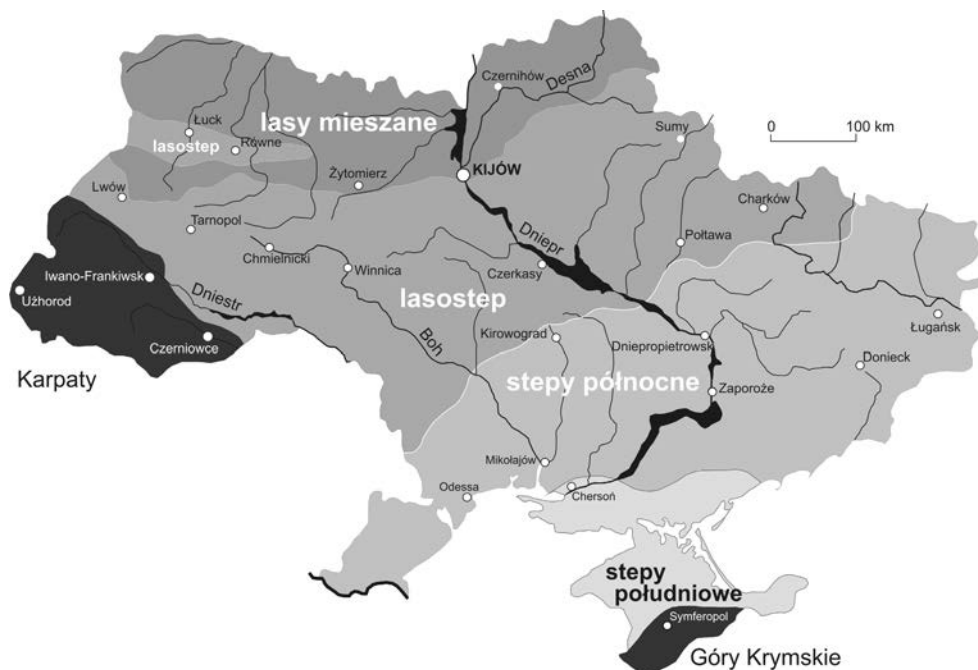 Czernihów
Desna
Łuck
lasy mieszane
lasostep
Równe
Sumy
0 100 km
KIJÓW
Żytomierz
Lwów
Charków
Tarnopol
Dniepr
Połtawa
Chmielnicki
Winnica
Czerkasy
Iwano-Frankiwsk
Użhorod
Dniestr
lasostep
Ługańsk
Czerniowce
Boh
Kirowograd
Dniepropietrowsk
Donieck
Karpaty
stepy północne
Zaporoże
Mikołajów
Odessa
Chersoń
stepy
południowe
Symferopol
Góry Krymskie